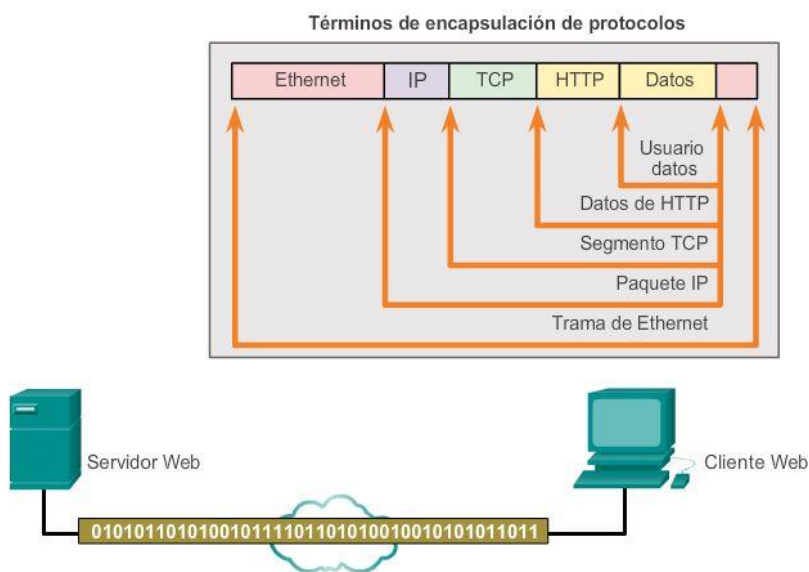 Términos de encapsulación de protocolos
Ethernet IP TCP HTTP Datos
Usuario
datos
Datos de HTTP
Segmento TCP
Paquete IP
Trama de Ethernet
Servidor Web
Cliente Web
0101011010100101111011010100100101010101011011